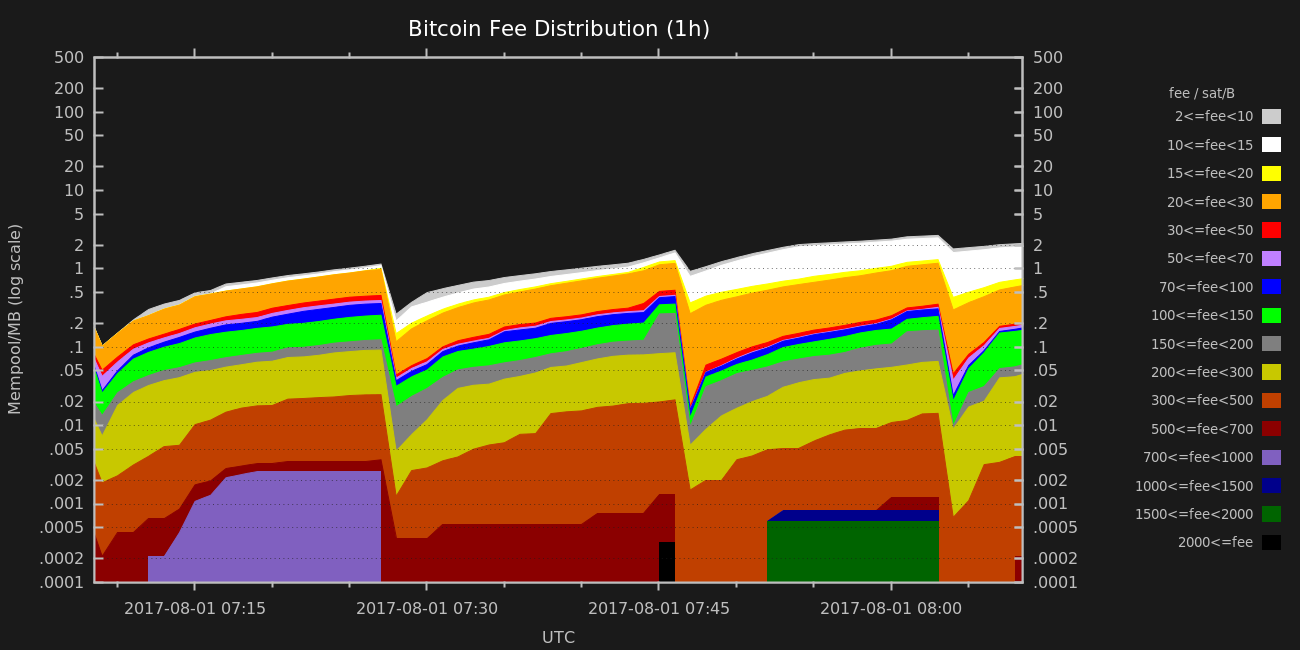 Bitcoin Fee Distribution (1h)
Mempool/MB (log scale)
500
200
100
50
20
10
5
2
1
.5
.2
.1
.05
.02
.01
.005
.002
.001
.0005
.0002
.0001
500
200
100
50
20
10
5
2
1
.5
.2
.1
.05
.02
.01
.005
.002
.001
.0005
.0002
.0001
2017-08-01 07:15
2017-08-01 07:30
2017-08-01 07:45
2017-08-01 08:00
UTC
fee / sat/B
2<=fee<10
10<=fee<15
15<=fee<20
20<=fee<30
30<=fee<50
50<=fee<70
70<=fee<100
100<=fee<150
150<=fee<200
200<=fee<300
300<=fee<500
500<=fee<700
700<=fee<1000
1000<=fee<1500
1500<=fee<2000
2000<=fee